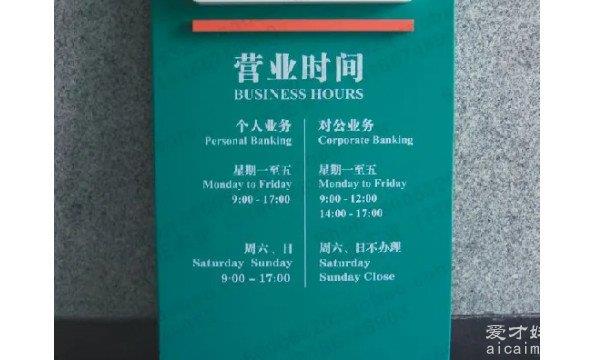 营业时间
BUSINESS HOURS
个人业务
Personal Banking
星期一至五
Monday to Friday
9:00 - 17:00
周六、日
Saturday Sunday
9:00 - 17:00
对公业务
Corporate Banking
星期一至五
Monday to Friday
9:00 - 12:00
14:00 - 17:00
周六、日不办理
Saturday
Sunday Close
爱才
aicaim